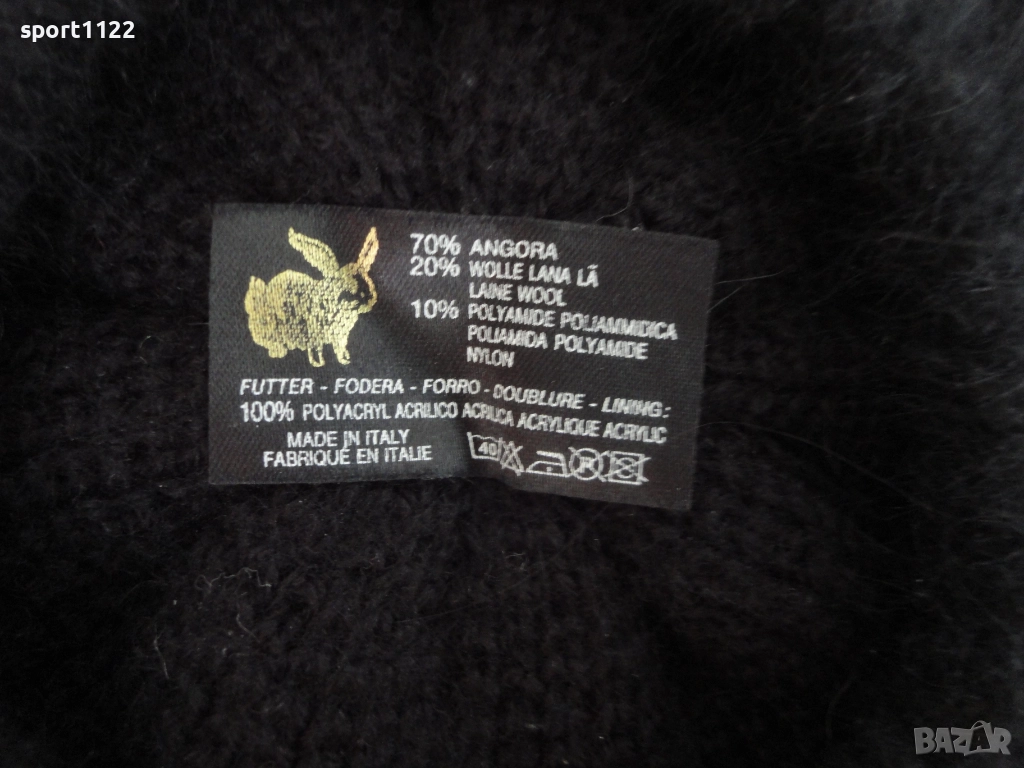 sport1122
70% ANGORA
20% WOLLE LANA LÃ
LAINE WOOL
10% POLYAMIDE POLIAMMIDICA
POLIAMIDA POLYAMIDE
NYLON
FUTTER - FODERA - FORRO - DOUBLURE - LINING:
100% POLYACRYL ACRILICO ACRILICA ACRYLIQUE ACRYLIC
MADE IN ITALY
FABRIQUÉ EN ITALIE
40 P
BAZAR